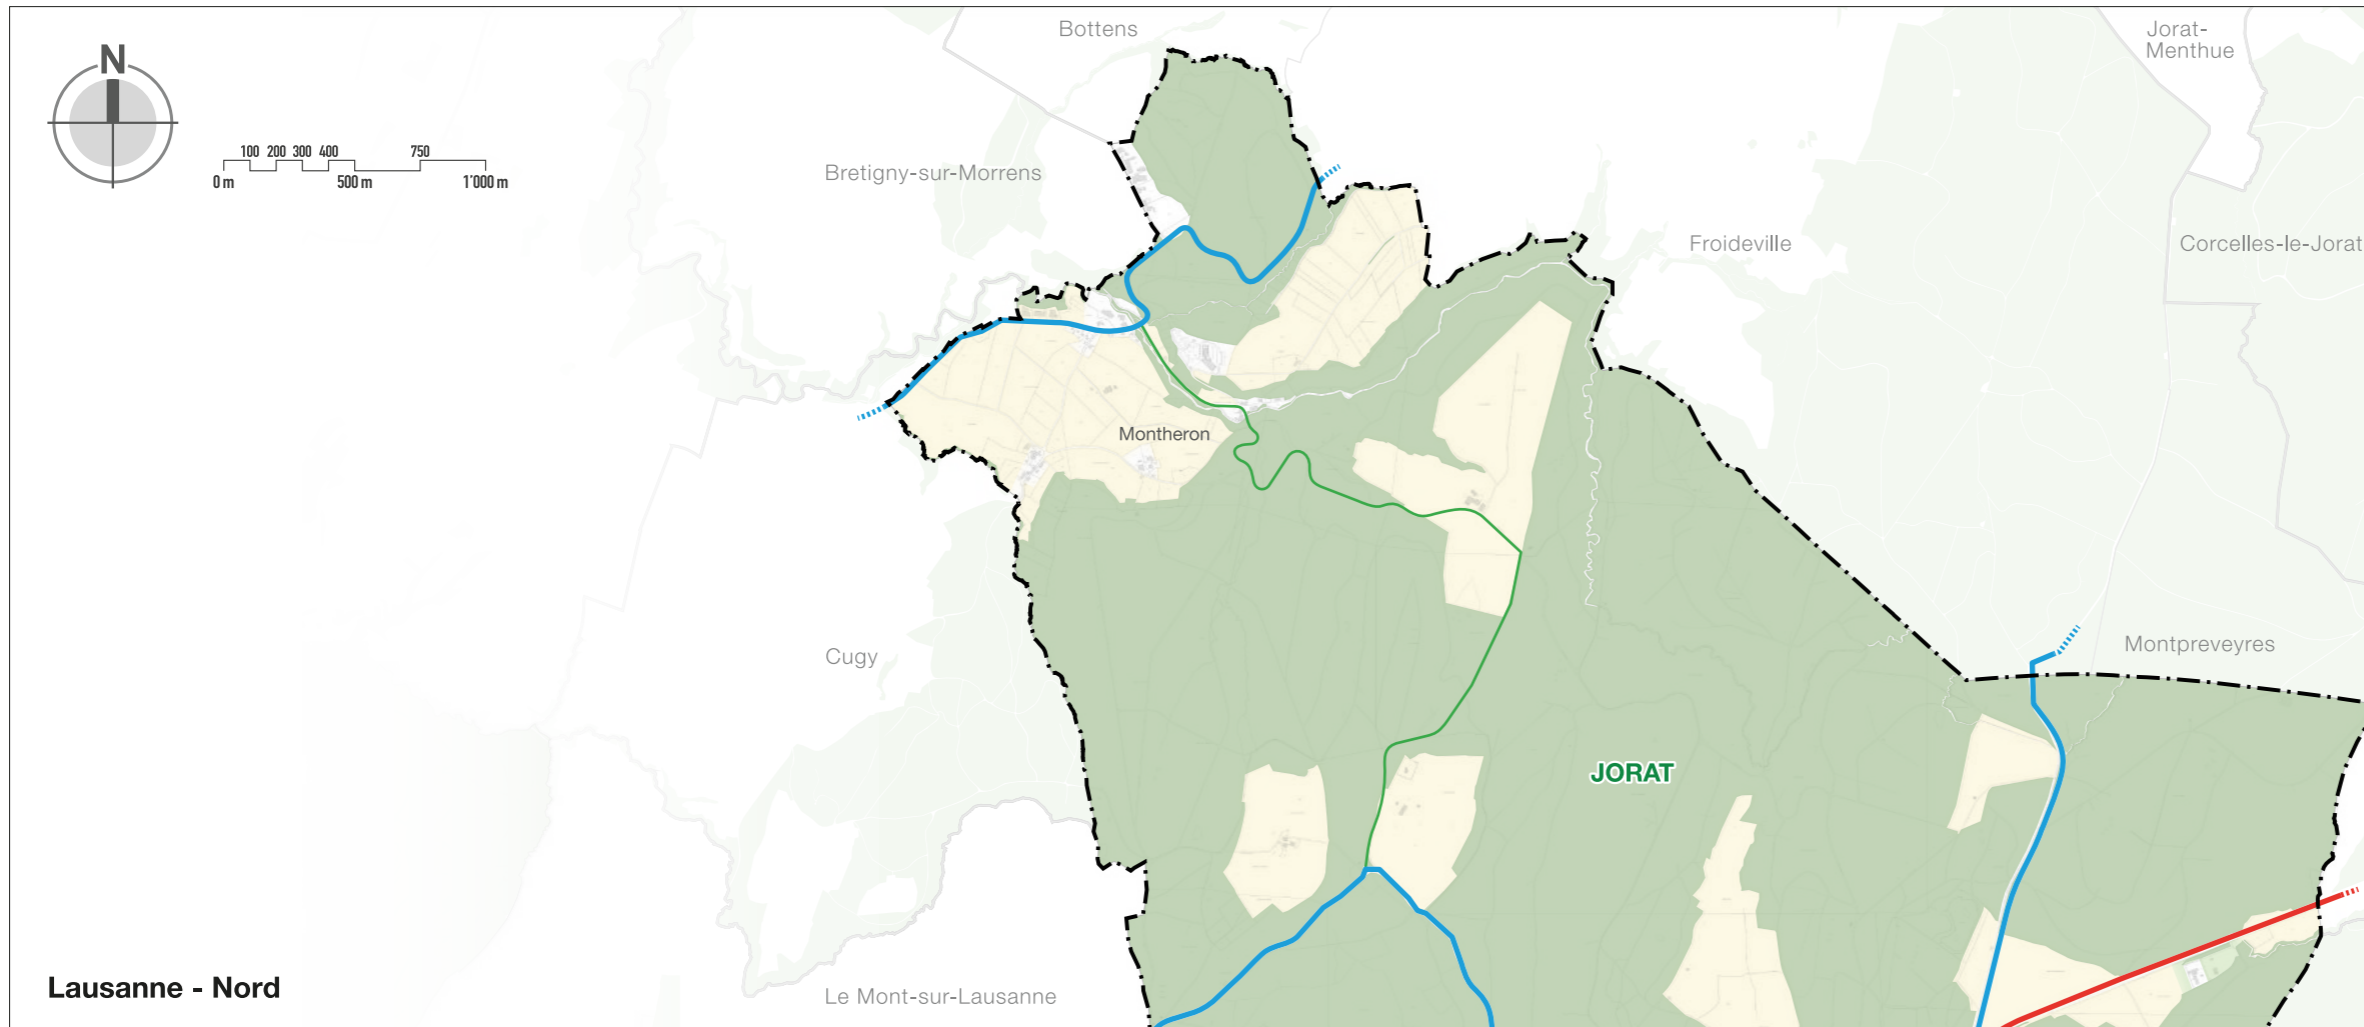 N
100 200 300 400 750
0 m 500 m 1'000 m
Bottens
Jorat-
Menthue
Bretigny-sur-Morrens
Froideville
Corcelles-le-Jorat
Montheron
Cugy
Montpreveyres
JORAT
Lausanne - Nord
Le Mont-sur-Lausanne